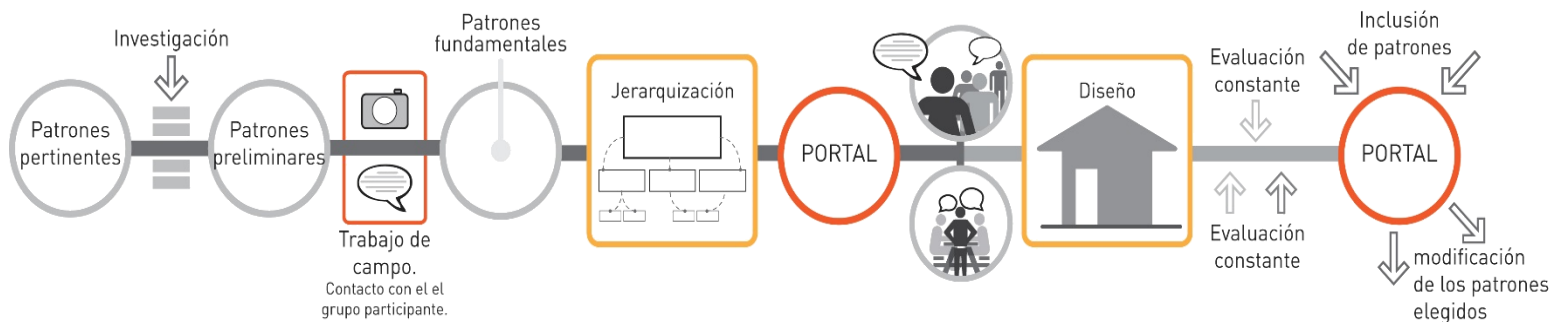 Patrones
pertinentes
Investigación
Patrones
preliminares
Trabajo de
campo.
Contacto con el el
grupo participante.
Patrones
fundamentales
Jerarquización
PORTAL
Diseño
Evaluación
constante
Evaluación
constante
Inclusión
de patrones
PORTAL
modificación
de los patrones
elegidos